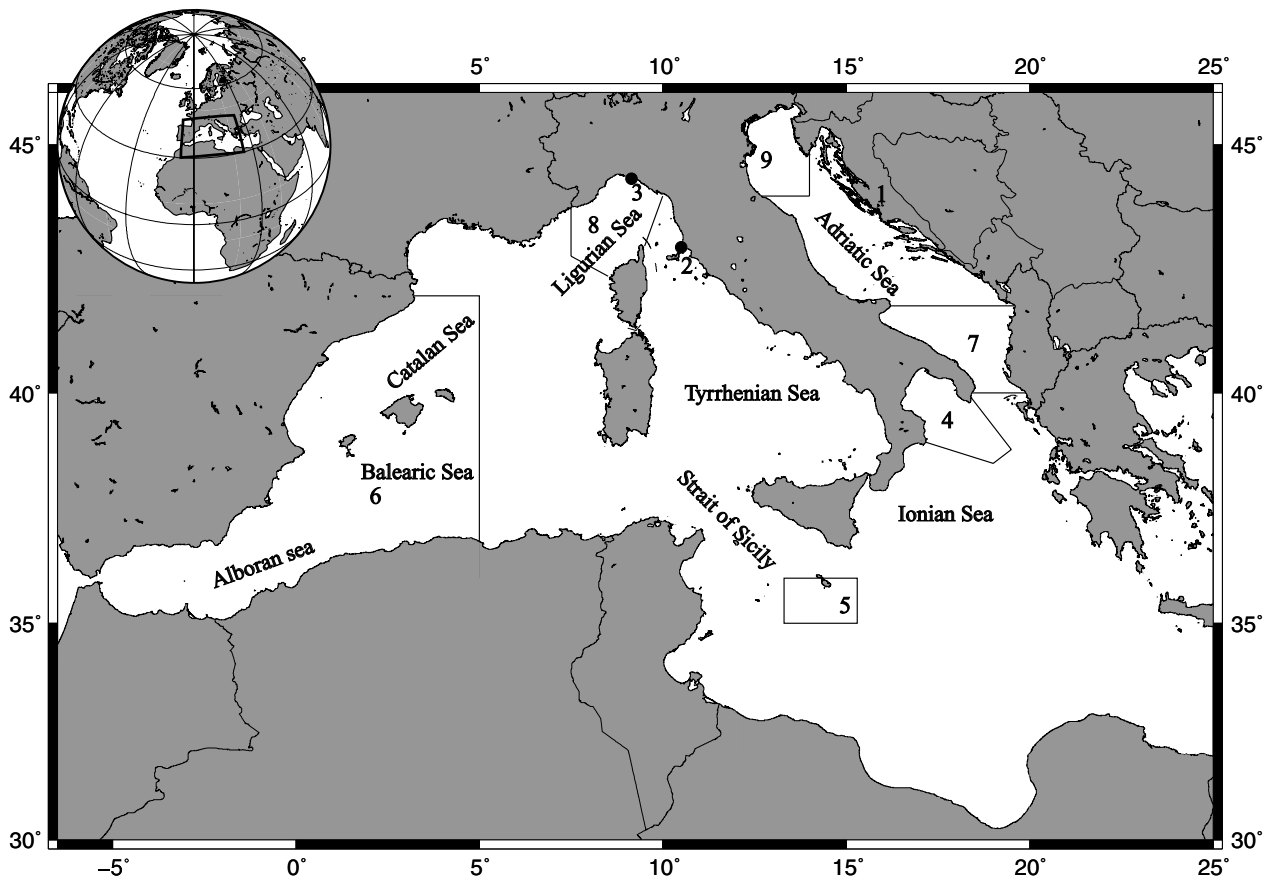 5˚ 10˚ 15˚ 20˚ 25˚
45˚ 45˚
9
3
1
8
Ligurian Sea
Adriatic Sea
2
7
Catalan Sea
40˚ 40˚
Tyrrhenian Sea
4
Balearic Sea
6
Strait of Sicily
Ionian Sea
Alboran sea
5
35˚ 35˚
30˚ 30˚
−5˚ 0˚ 5˚ 10˚ 15˚ 20˚ 25˚